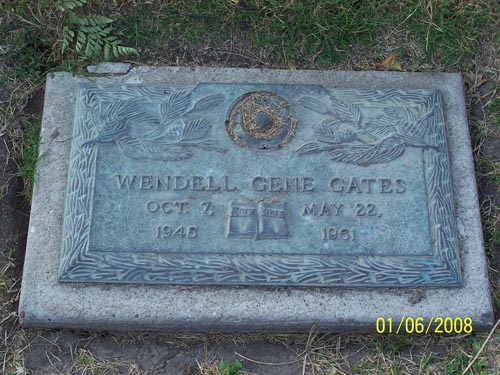 WENDELL GENE GATES
OCT. 7, MAY 22,
1945 1961
01/06/2008